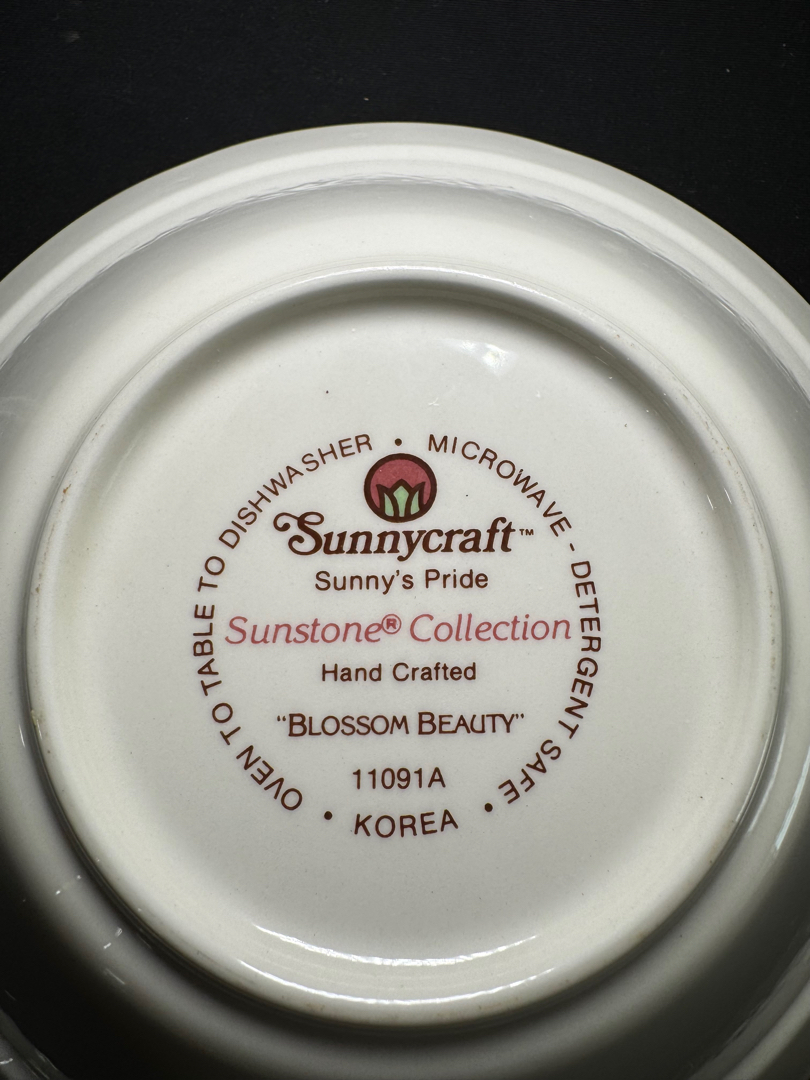 OVEN TO TABLE TO DISHWASHER • MICROWAVE - DETERGENT SAFE •
Sunnycraft™
Sunny's Pride
Sunstone® Collection
Hand Crafted
"BLOSSOM BEAUTY"
11091A
• KOREA